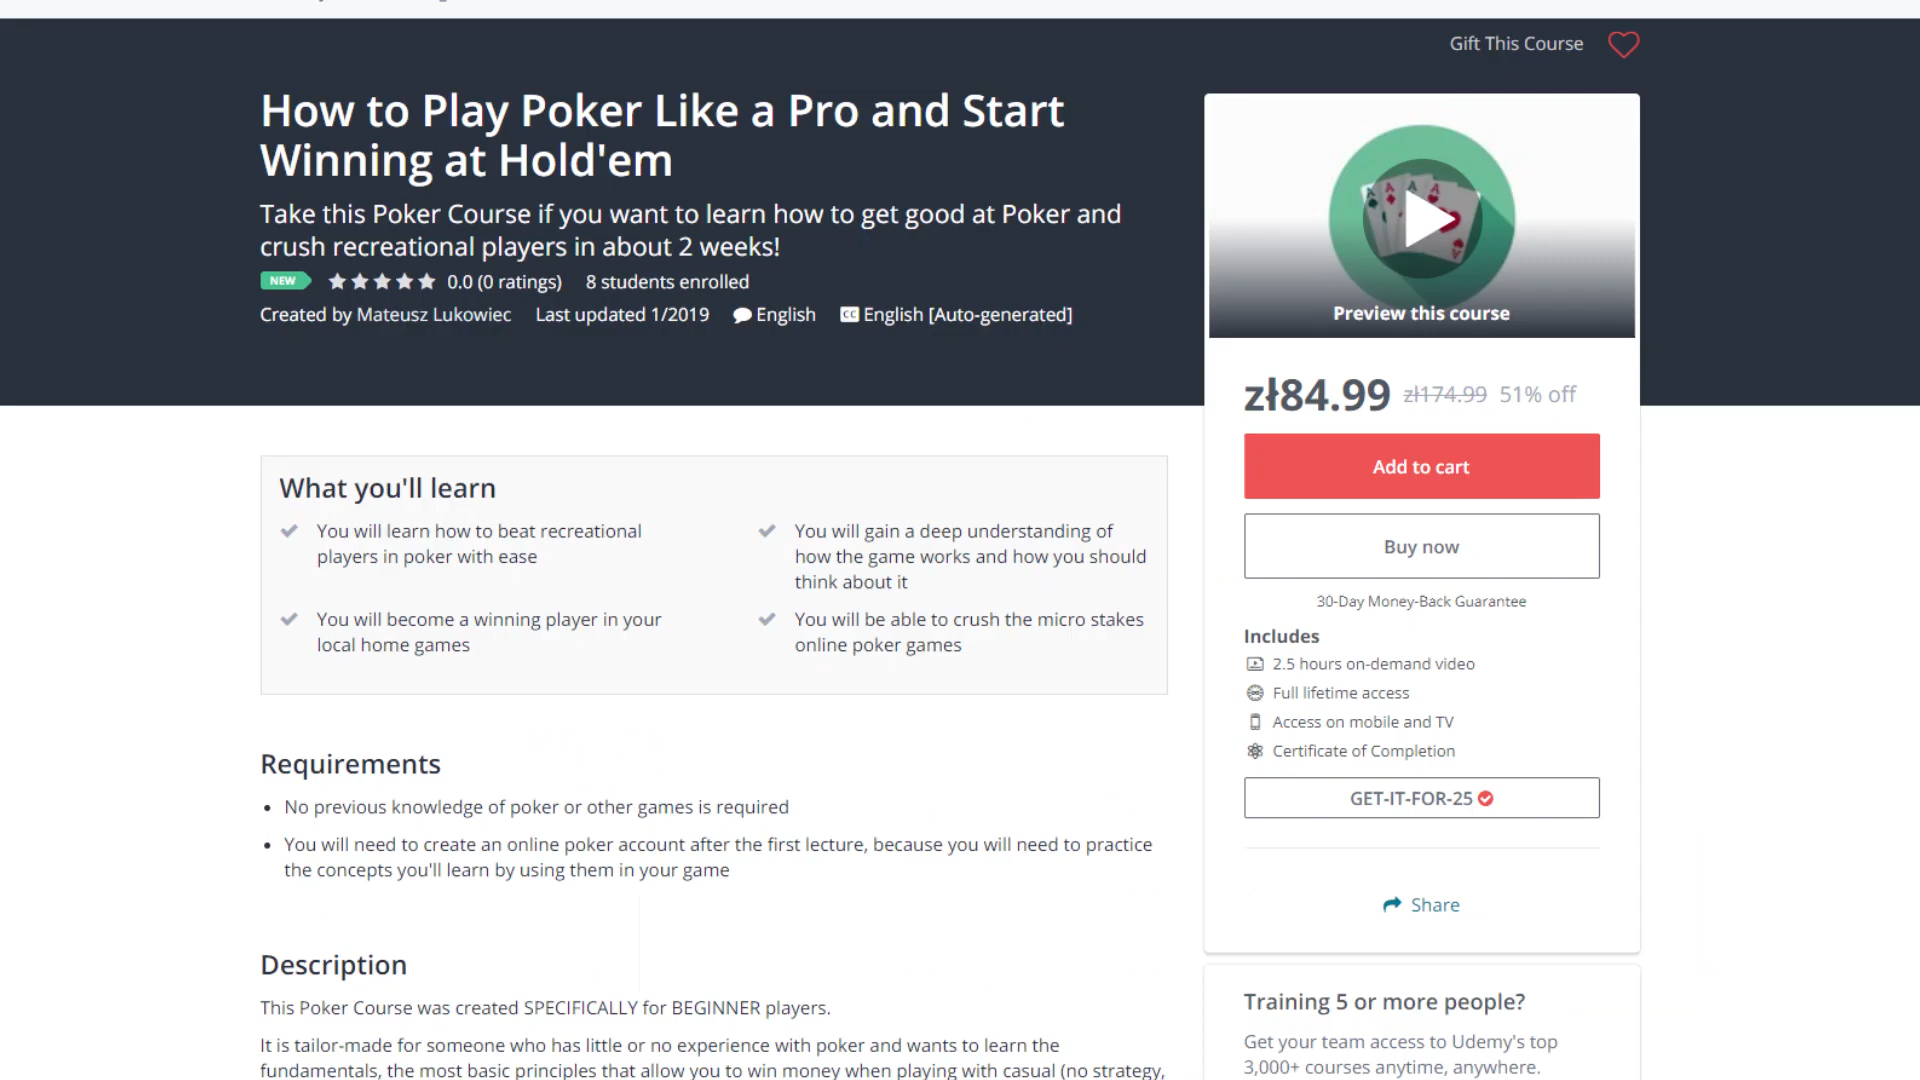 Gift This Course
How to Play Poker Like a Pro and Start
Winning at Hold'em
Take this Poker Course if you want to learn how to get good at Poker and
crush recreational players in about 2 weeks!
NEW 0.0 (0 ratings) 8 students enrolled
Created by Mateusz Lukowiec Last updated 1/2019 English CC English [Auto-generated]
Preview this course
zł84.99 zł174.99 51% off
Add to cart
Buy now
30-Day Money-Back Guarantee
Includes
2.5 hours on-demand video
Full lifetime access
Access on mobile and TV
Certificate of Completion
GET-IT-FOR-25
Share
What you'll learn
You will learn how to beat recreational
players in poker with ease
You will gain a deep understanding of
how the game works and how you should
think about it
You will become a winning player in your
local home games
You will be able to crush the micro stakes
online poker games
Requirements
No previous knowledge of poker or other games is required
You will need to create an online poker account after the first lecture, because you will need to practice
the concepts you'll learn by using them in your game
Description
This Poker Course was created SPECIFICALLY for BEGINNER players.
It is tailor-made for someone who has little or no experience with poker and wants to learn the
fundamentals, the most basic principles that allow you to win money when playing with casual (no strategy,
Training 5 or more people?
Get your team access to Udemy's top
3,000+ courses anytime, anywhere.